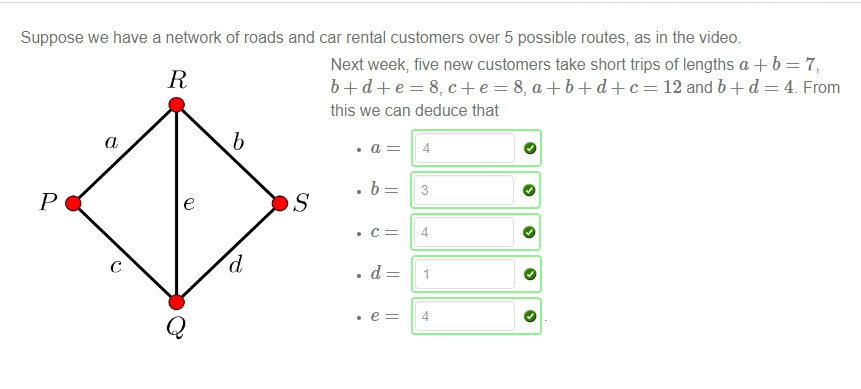 Suppose we have a network of roads and car rental customers over 5 possible routes, as in the video.
Next week, five new customers take short trips of lengths a + b = 7,
b + d + e = 8, c + e = 8, a + b + d + c = 12 and b + d = 4. From
this we can deduce that
R
a
b
P
e
S
c
d
Q
• a = 4
• b = 3
• c = 4
• d = 1
• e = 4 .